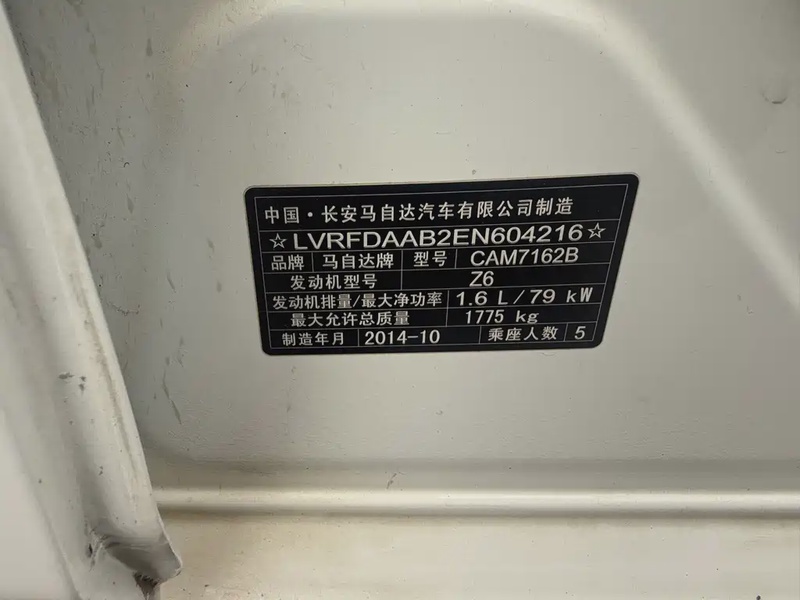 中国·长安马自达汽车有限公司制造
☆LVRFDAAB2EN604216☆
品牌 马自达牌 型号 CAM7162B
发动机型号 Z6
发动机排量/最大净功率 1.6 L/79 kW
最大允许总质量 1775 kg
制造年月 2014-10 乘座人数 5